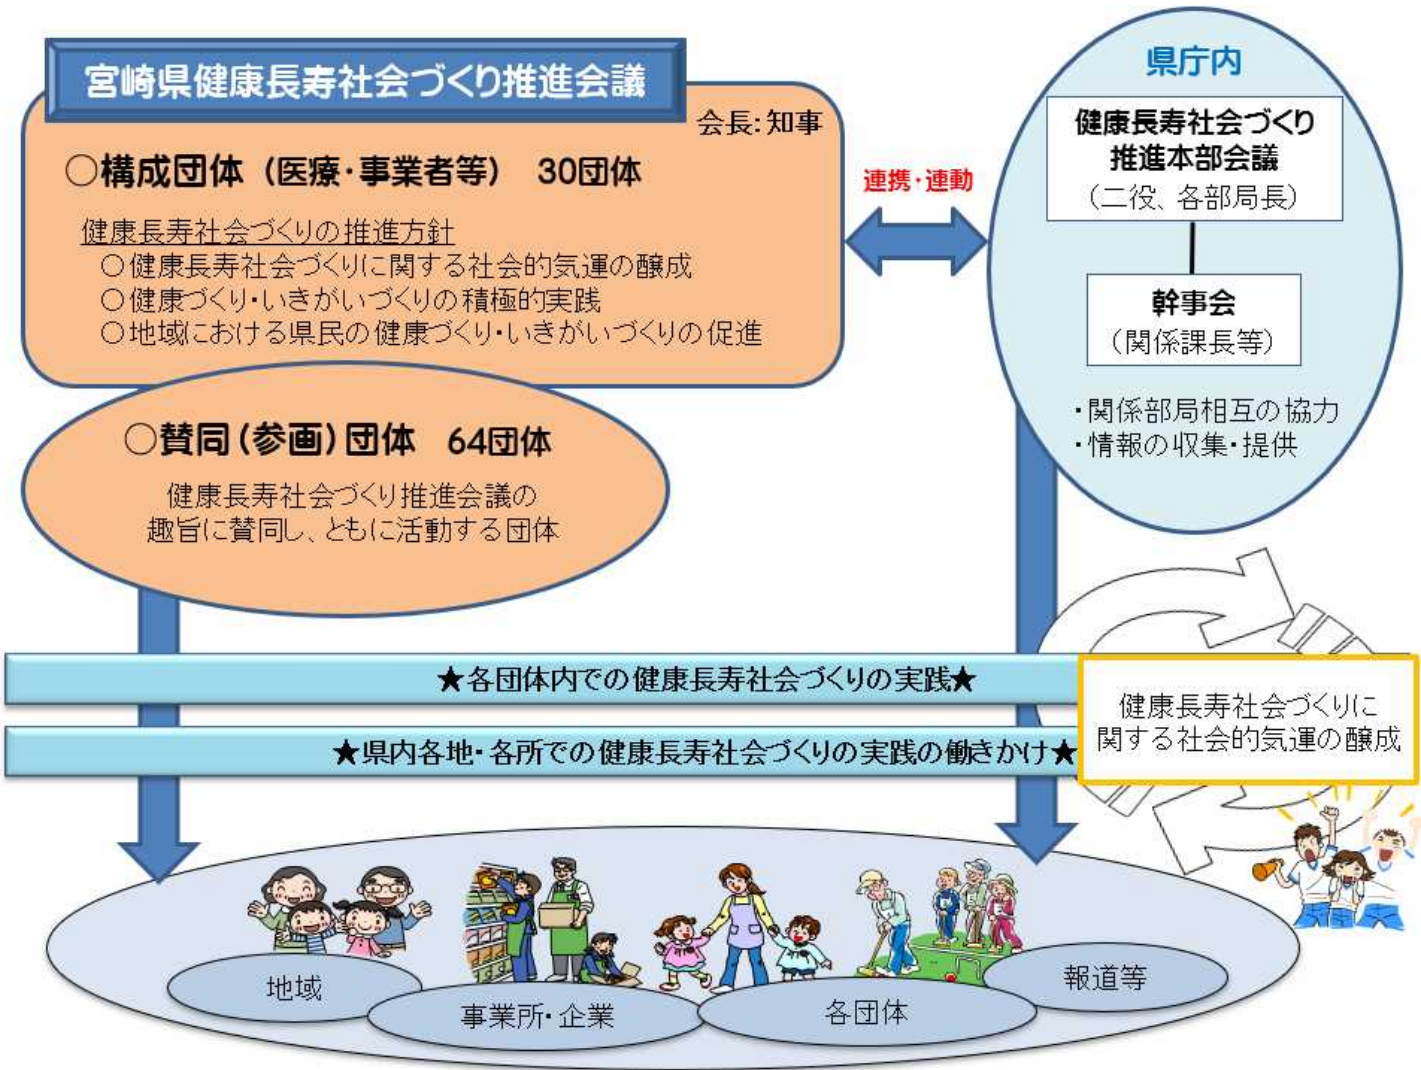 宮崎県健康長寿社会づくり推進会議
会長:知事
○構成団体(医療・事業者等) 30団体
健康長寿社会づくりの推進方針
○健康長寿社会づくりに関する社会的気運の醸成
○健康づくり・いきがいづくりの積極的実践
○地域における県民の健康づくり・いきがいづくりの促進
○賛同(参画)団体 64団体
健康長寿社会づくり推進会議の
趣旨に賛同し、ともに活動する団体
連携・連動
県庁内
健康長寿社会づくり
推進本部会議
(二役、各部局長)
幹事会
(関係課長等)
・関係部局相互の協力
・情報の収集・提供
★各団体内での健康長寿社会づくりの実践★
★県内各地・各所での健康長寿社会づくりの実践の働きかけ★
健康長寿社会づくりに
関する社会的気運の醸成
地域
事業所・企業
各団体
報道等